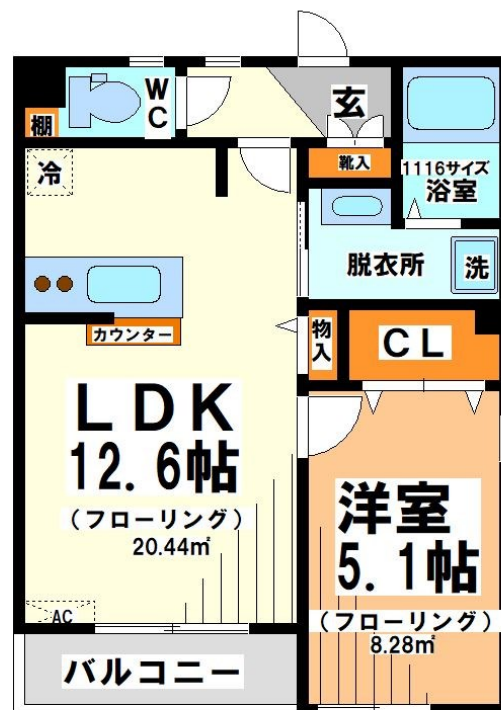 WC
棚
玄
冷
靴入
1116サイズ
浴室
脱衣所
洗
カウンター
物入
CL
LDK
12.6帖
(フローリング)
20.44㎡
洋室
5.1帖
(フローリング)
8.28㎡
AC
バルコニー